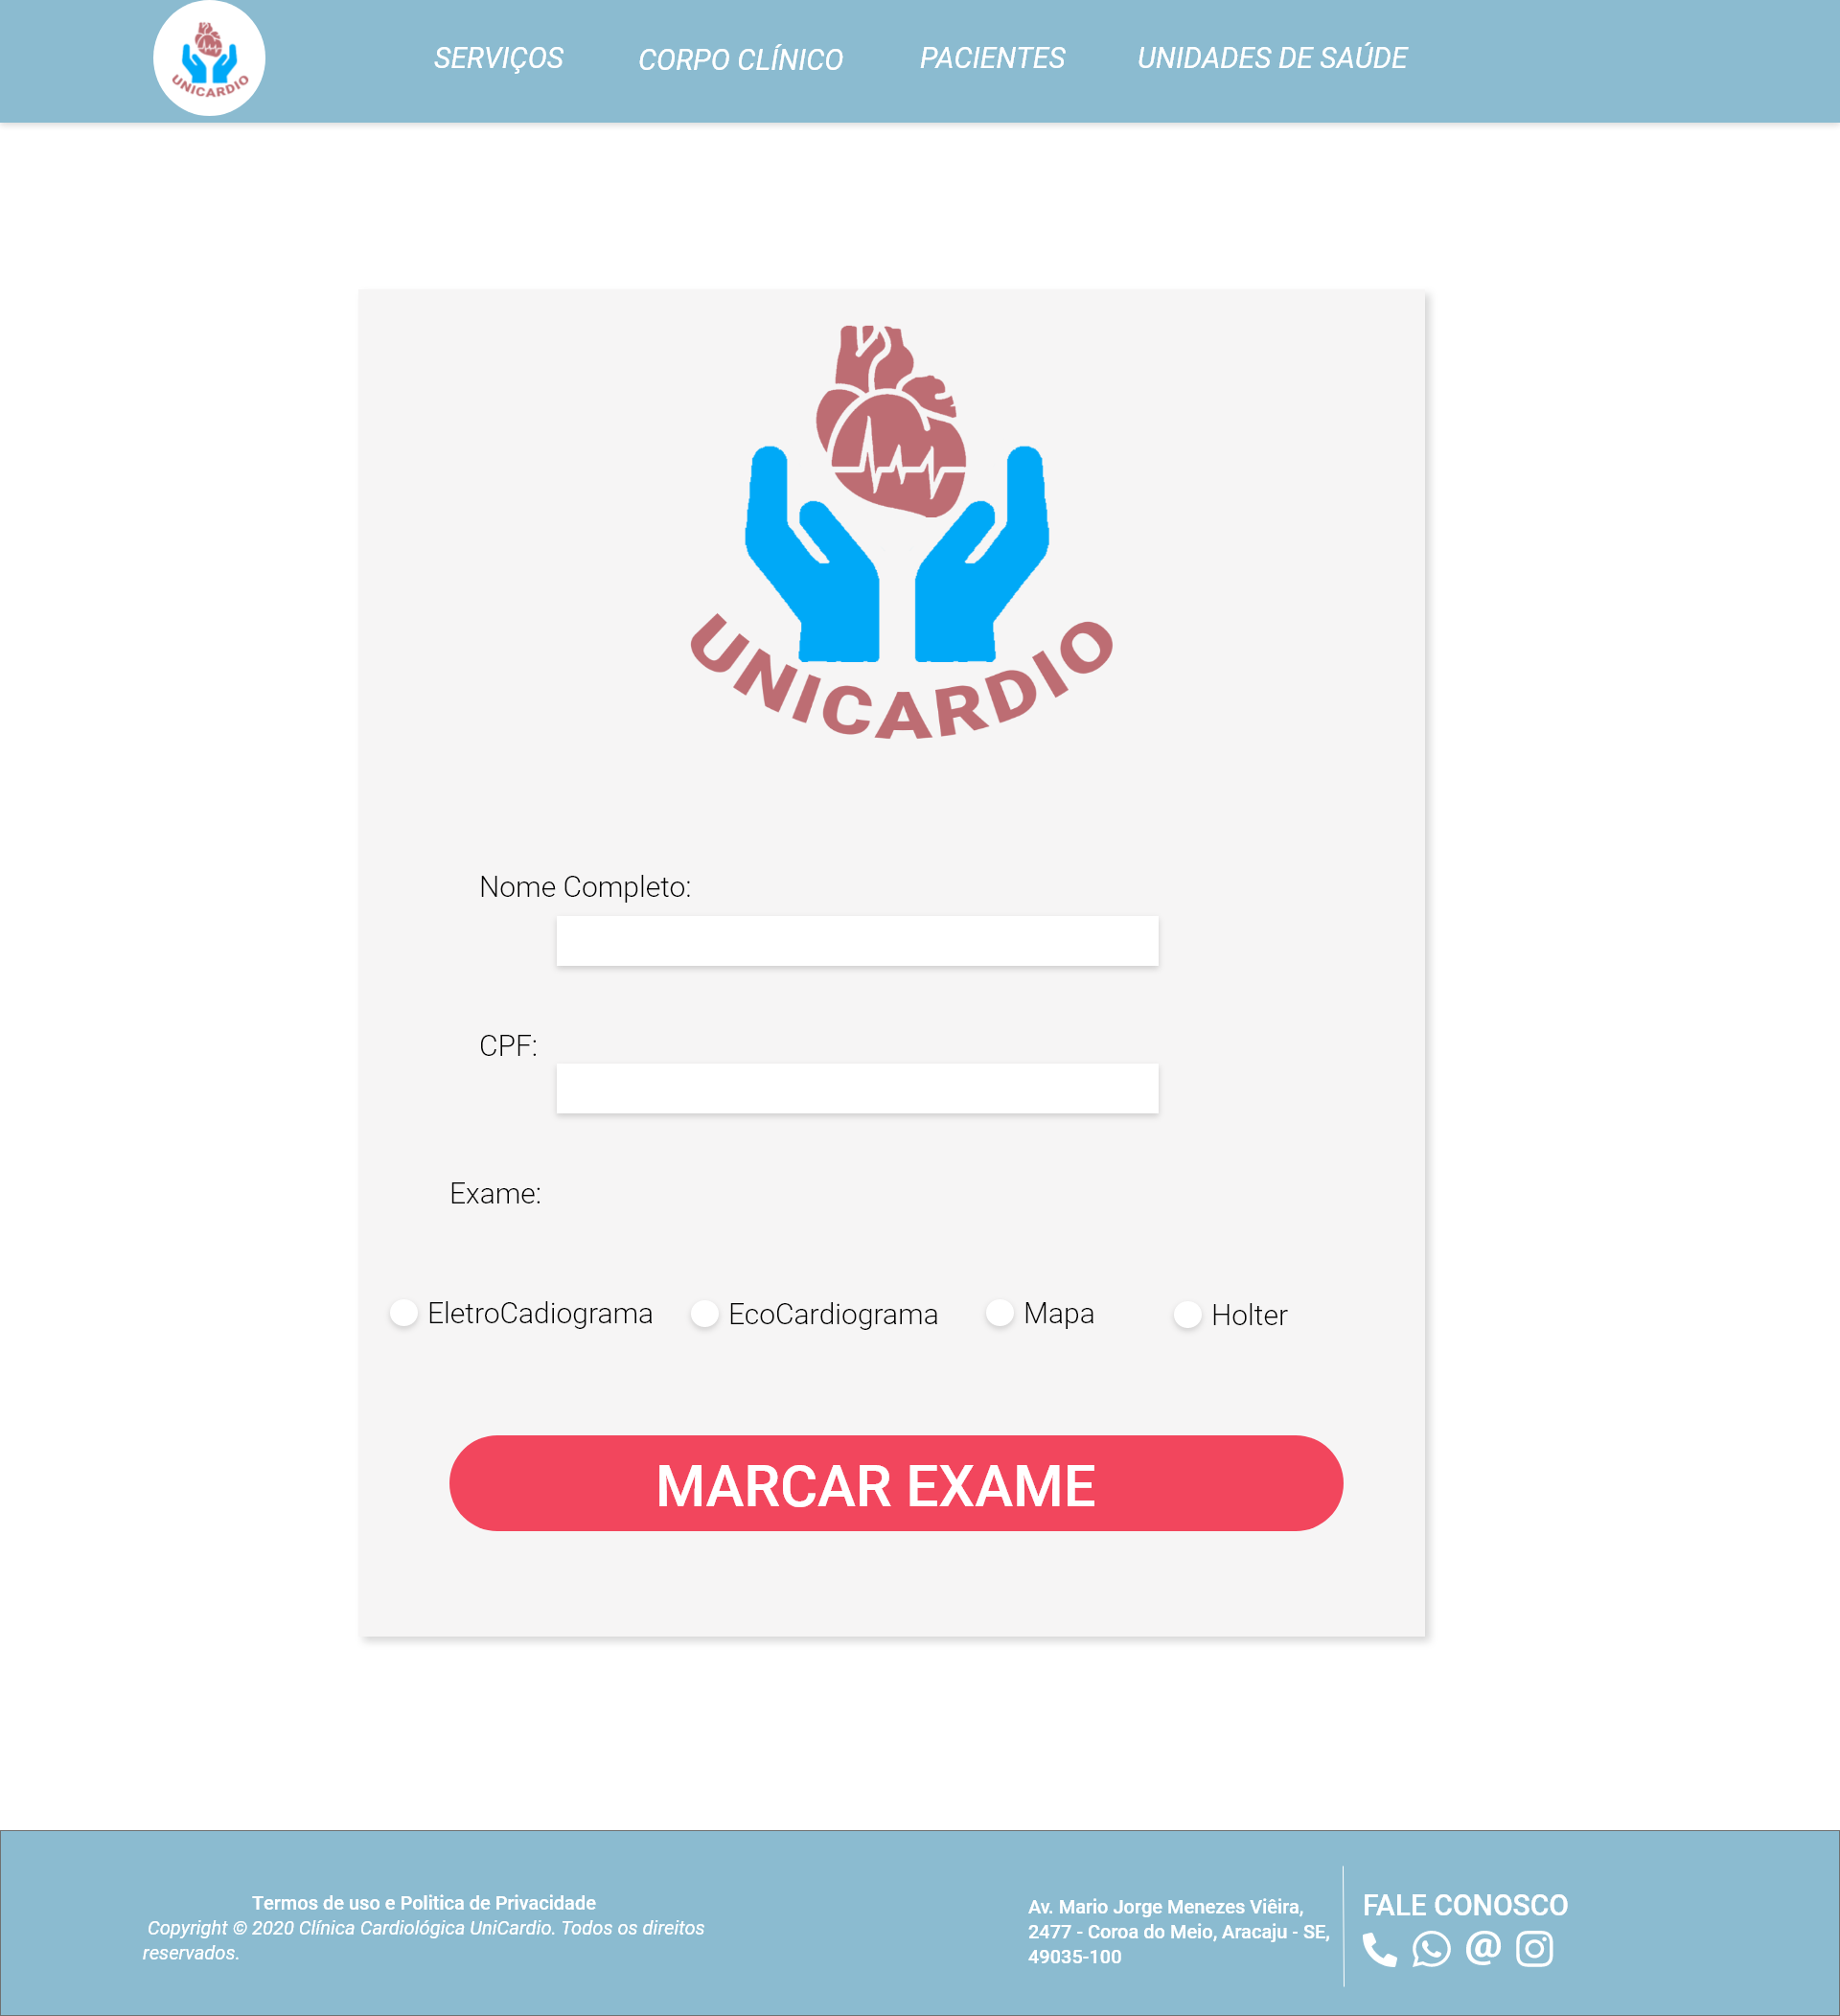 UNICARDIO
SERVIÇOS
CORPO CLÍNICO
PACIENTES
UNIDADES DE SAÚDE
UNICARDIO
Nome Completo:
CPF:
Exame:
EletroCadiograma
EcoCardiograma
Mapa
Holter
MARCAR EXAME
Termos de uso e Politica de Privacidade
Copyright © 2020 Clínica Cardiológica UniCardio. Todos os direitos
reservados.
Av. Mario Jorge Menezes Viêira,
2477 - Coroa do Meio, Aracaju - SE,
49035-100
FALE CONOSCO
@